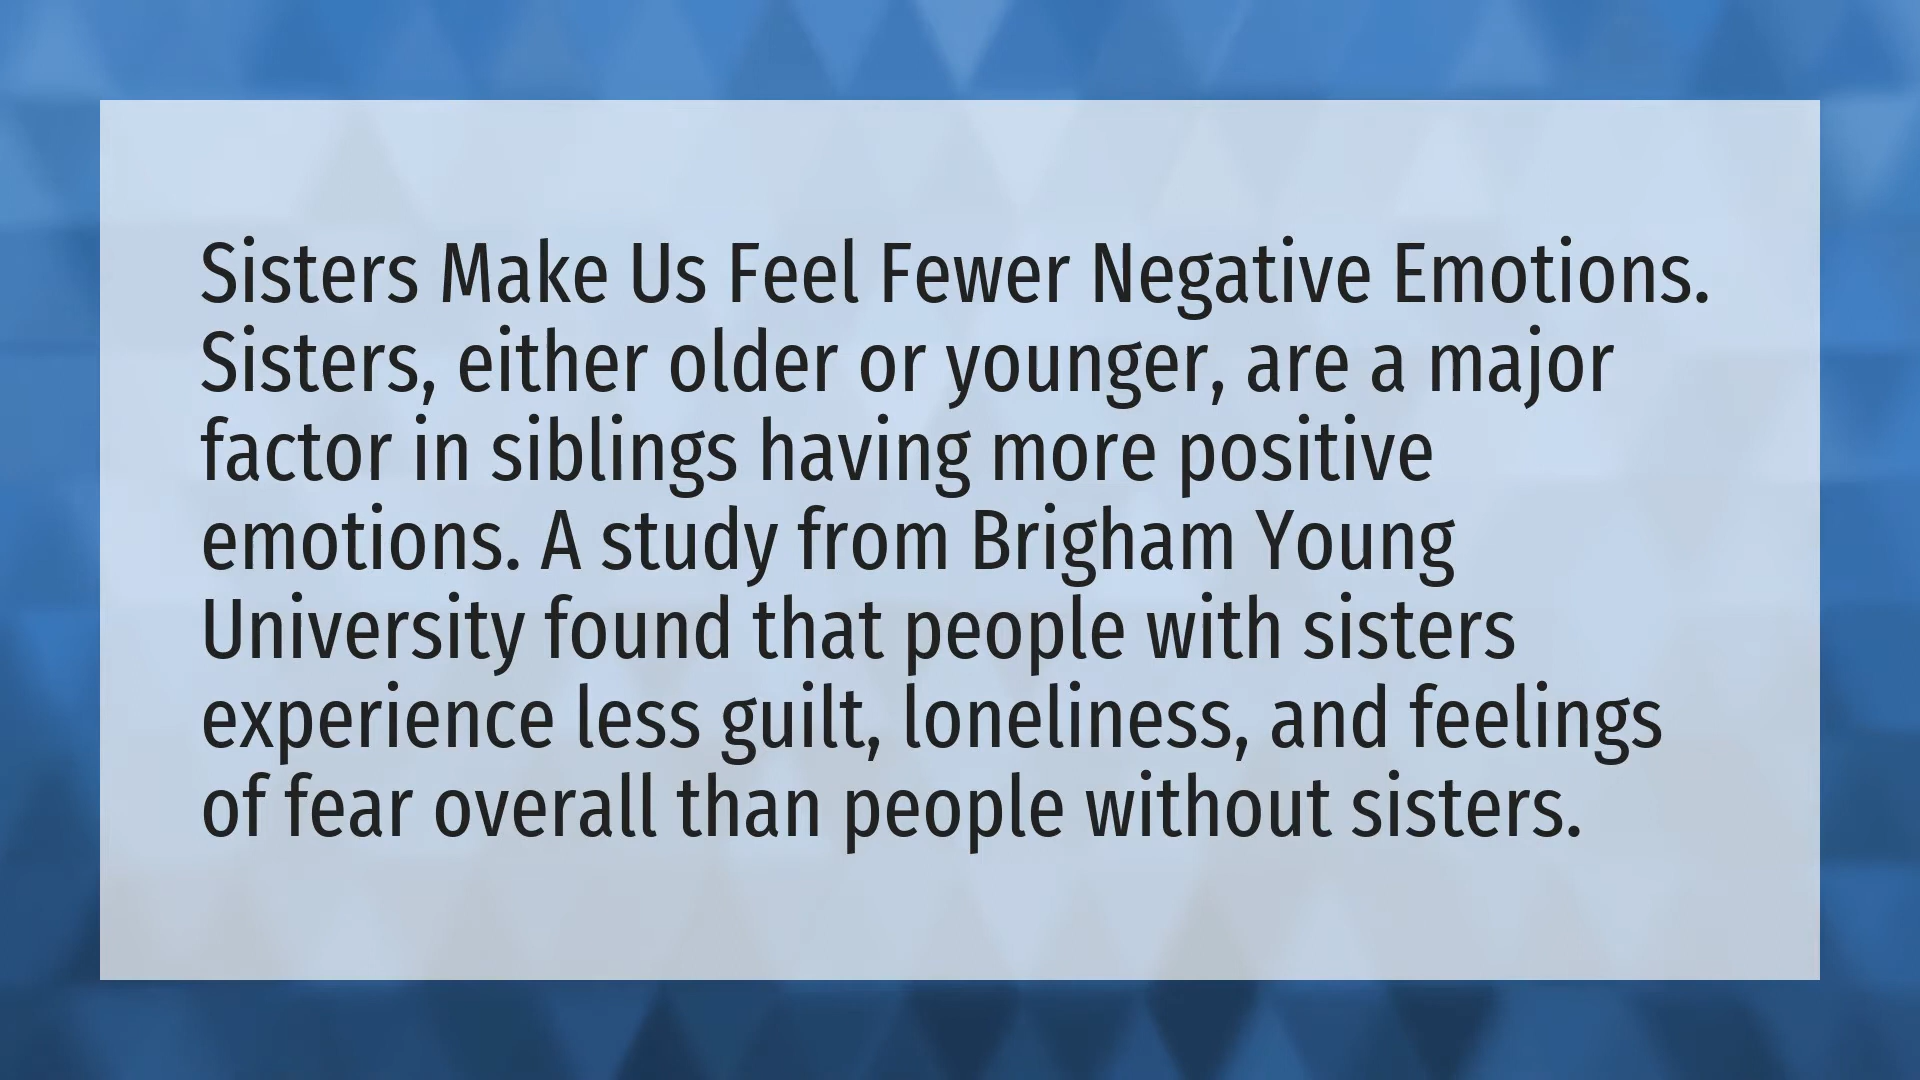 Sisters Make Us Feel Fewer Negative Emotions.
Sisters, either older or younger, are a major
factor in siblings having more positive
emotions. A study from Brigham Young
University found that people with sisters
experience less guilt, loneliness, and feelings
of fear overall than people without sisters.